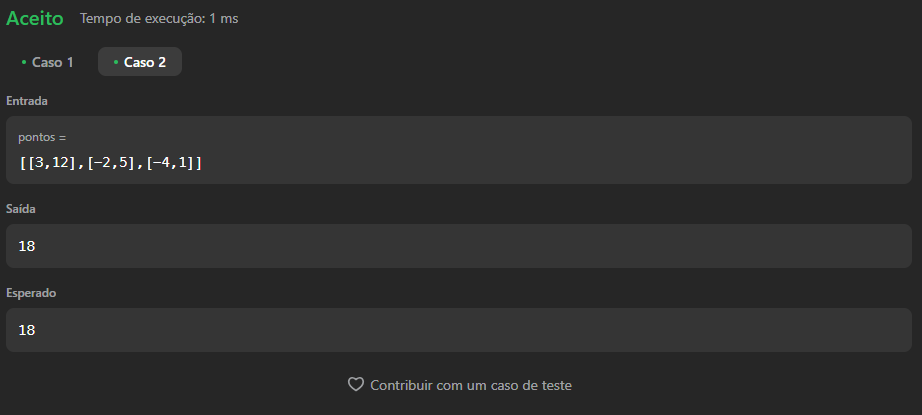 Aceito Tempo de execução: 1 ms
• Caso 1 • Caso 2
Entrada
pontos =
[[3,12],[−2,5],[−4,1]]
Saída
18
Esperado
18
Contribuir com um caso de teste